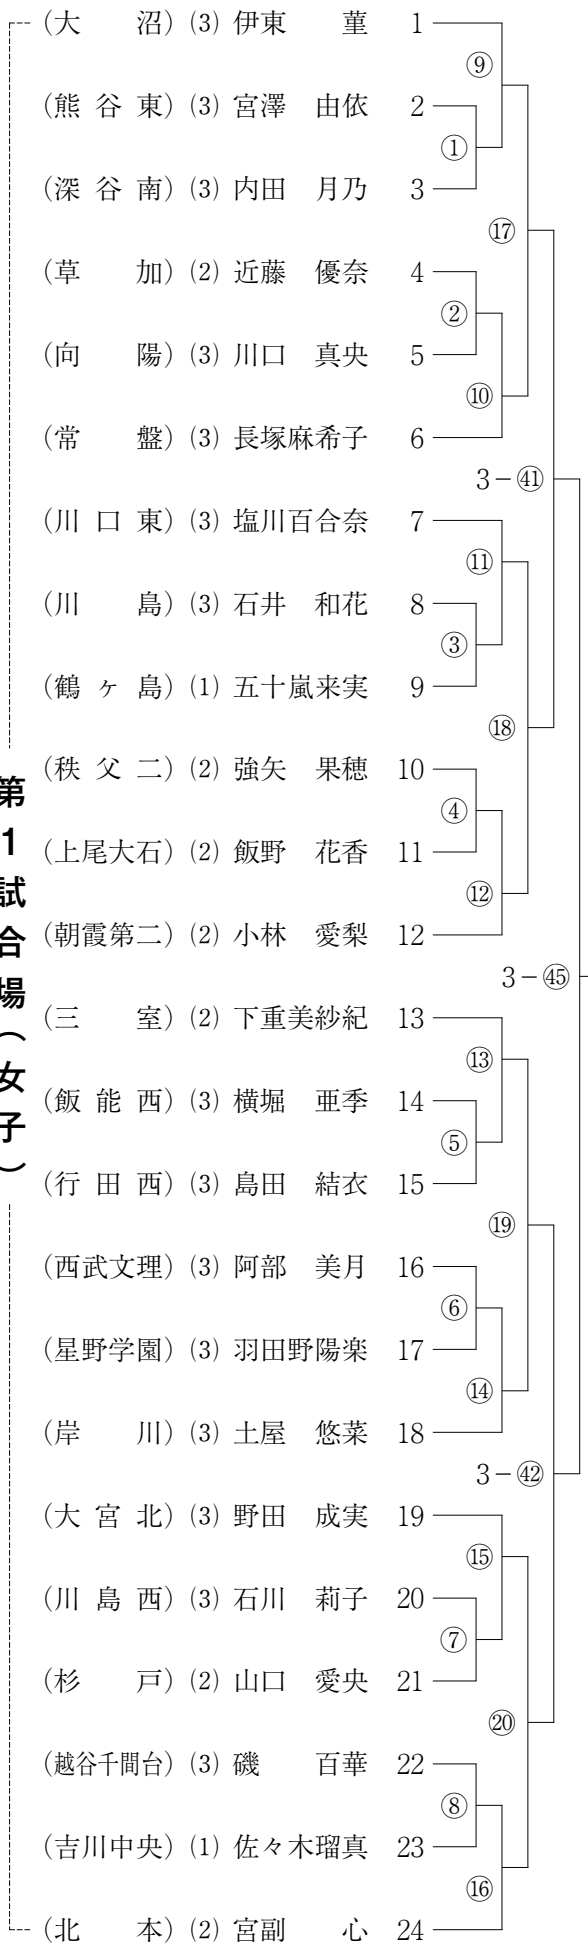 第1試合場（女子）
（大沼）(3) 伊東 菫 1
⑨
（熊谷東）(3) 宮澤 由依 2
①
（深谷南）(3) 内田 月乃 3
⑰
（草加）(2) 近藤 優奈 4
②
（向陽）(3) 川口 真央 5
⑩
（常盤）(3) 長塚麻希子 6
3－㊶
（川口東）(3) 塩川百合奈 7
⑪
（川島）(3) 石井 和花 8
③
（鶴ヶ島）(1) 五十嵐来実 9
⑱
（秩父二）(2) 強矢 果穂 10
④
（上尾大石）(2) 飯野 花香 11
⑫
（朝霞第二）(2) 小林 愛梨 12
3－㊺
（三室）(2) 下重美紗紀 13
⑬
（飯能西）(3) 横堀 亜季 14
⑤
（行田西）(3) 島田 結衣 15
⑲
（西武文理）(3) 阿部 美月 16
⑥
（星野学園）(3) 羽田野陽楽 17
⑭
（岸川）(3) 土屋 悠菜 18
3－㊷
（大宮北）(3) 野田 成実 19
⑮
（川島西）(3) 石川 莉子 20
⑦
（杉戸）(2) 山口 愛央 21
⑳
（越谷千間台）(3) 磯 百華 22
⑧
（吉川中央）(1) 佐々木瑠真 23
⑯
（北本）(2) 宮副 心 24